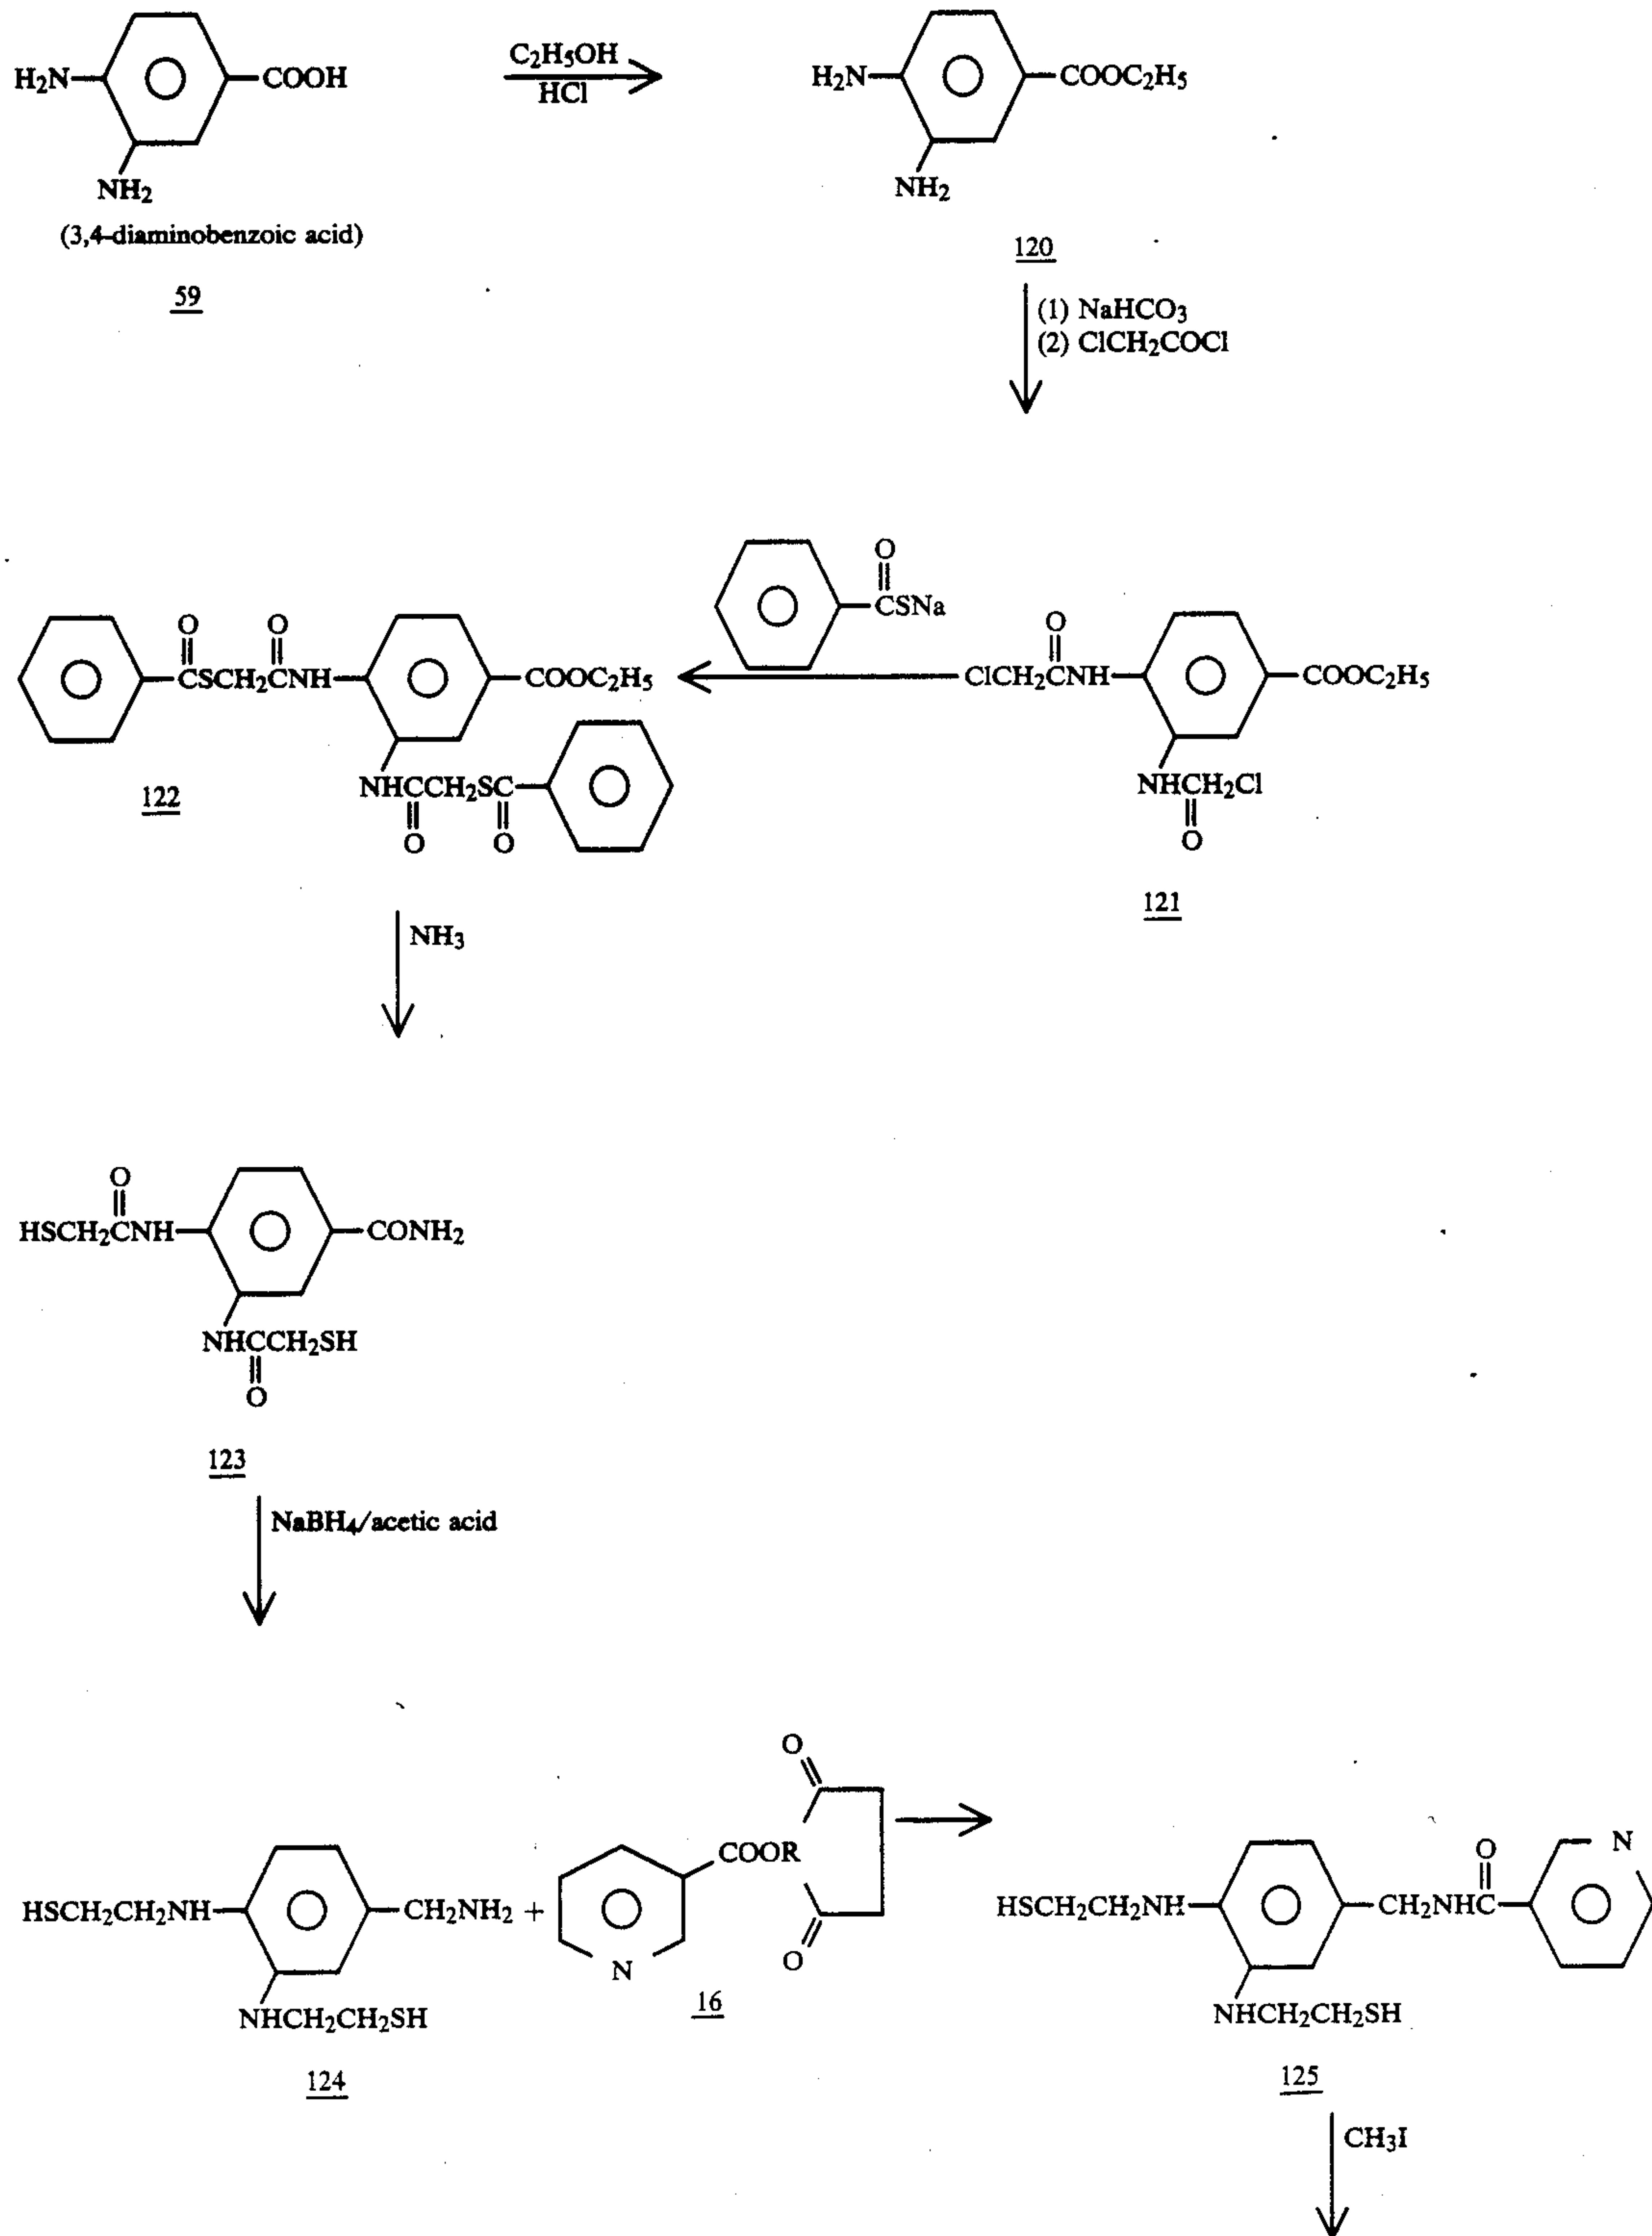 H₂N COOH
NH₂
(3,4-diaminobenzoic acid)
59
C₂H₅OH
HCl
H₂N COOC₂H₅
NH₂
120
(1) NaHCO₃
(2) ClCH₂COCl
O
CSNa
O
ClCH₂CNH COOC₂H₅
NHCCH₂Cl
O
121
O O
CSCH₂CNH COOC₂H₅
NHCCH₂SC
O O
122
NH₃
O
HSCH₂CNH CONH₂
NHCCH₂SH
O
123
NaBH₄/acetic acid
HSCH₂CH₂NH CH₂NH₂ +
NHCH₂CH₂SH
124
O
COOR
N
O
16
O N
HSCH₂CH₂NH CH₂NHC
NHCH₂CH₂SH
125
CH₃I